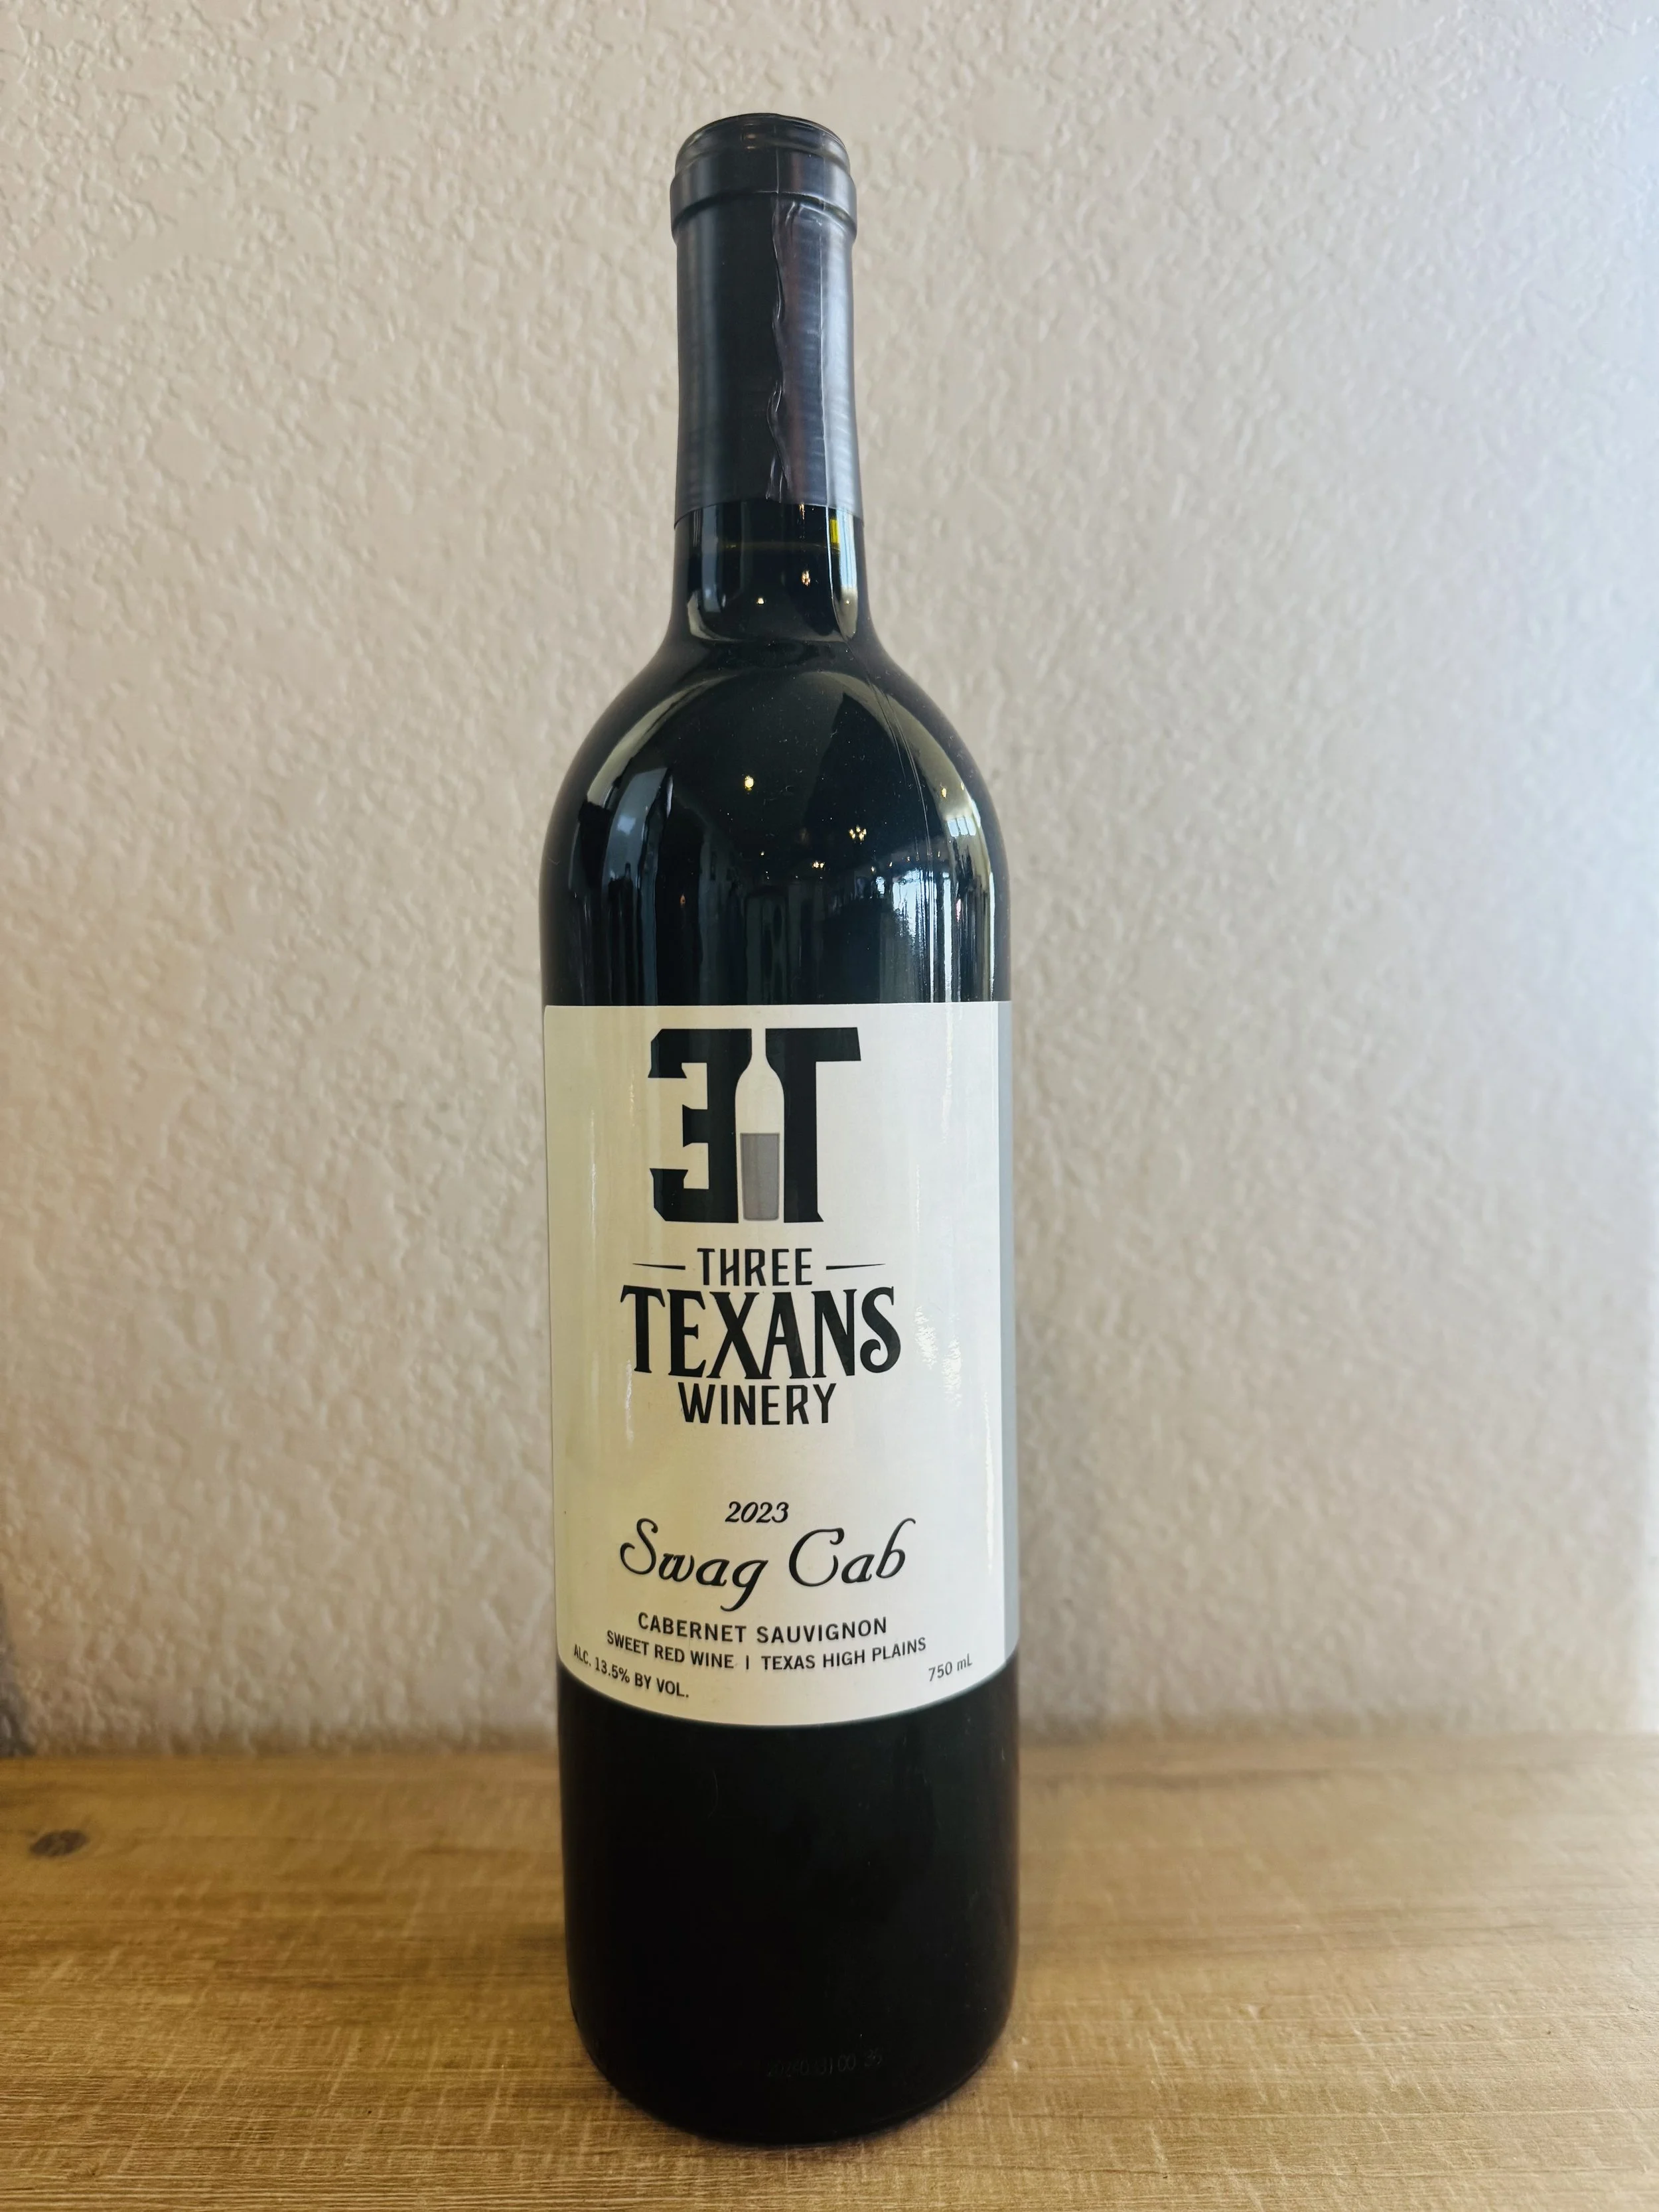 3T
THREE
TEXANS
WINERY
2023
Swag Cab
CABERNET SAUVIGNON
SWEET RED WINE | TEXAS HIGH PLAINS
ALC. 13.5% BY VOL.
750 mL